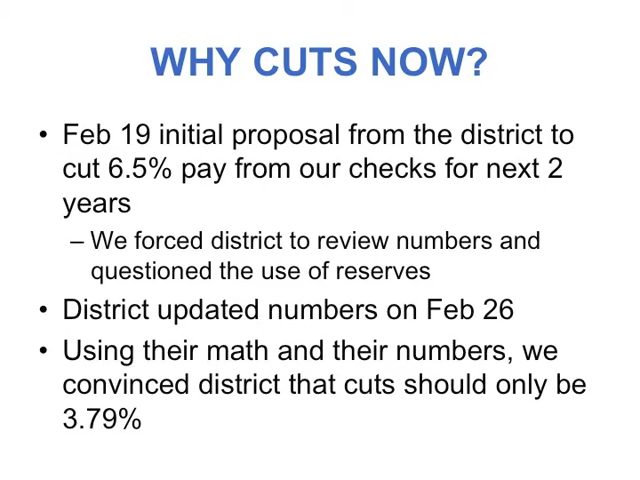 WHY CUTS NOW?
• Feb 19 initial proposal from the district to
cut 6.5% pay from our checks for next 2
years
– We forced district to review numbers and
questioned the use of reserves
• District updated numbers on Feb 26
• Using their math and their numbers, we
convinced district that cuts should only be
3.79%